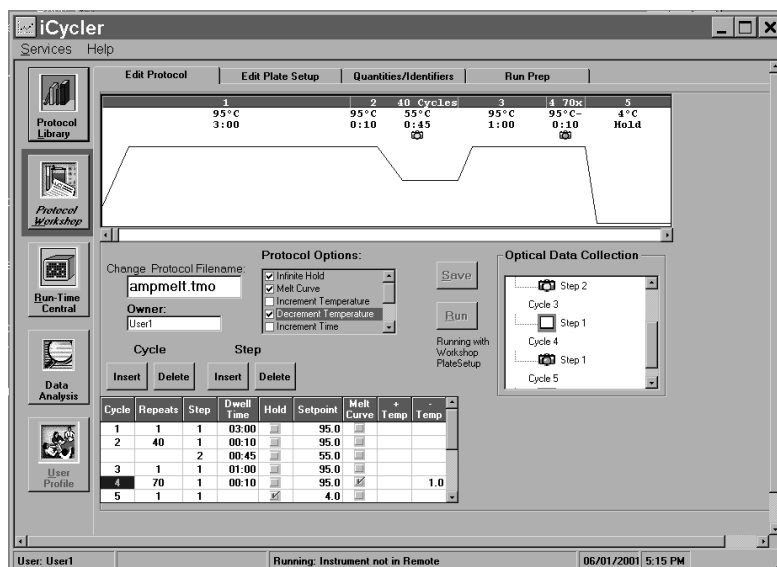 iCycler
Services Help
Edit Protocol Edit Plate Setup Quantities/Identifiers Run Prep
1 2 40 Cycles 3 4 70x 5
95°C 95°C 55°C 95°C 95°C- 4°C
3:00 0:10 0:45 1:00 0:10 Hold
Protocol
Library
Protocol
Workshop
Run-Time
Central
Data
Analysis
User
Profile
Change Protocol Filename:
ampmelt.tmo
Owner:
User1
Protocol Options:
Infinite Hold
Melt Curve
Increment Temperature
Decrement Temperature
Increment Time
Save
Run
Running with
Workshop
PlateSetup
Optical Data Collection
Step 2
Cycle 3
Step 1
Cycle 4
Step 1
Cycle 5
Cycle Step
Insert Delete Insert Delete
Cycle Repeats Step Dwell Time Hold Setpoint Melt Curve + Temp - Temp
1 1 1 03:00 95.0
2 40 1 00:10 95.0
2 00:45 55.0
3 1 1 01:00 95.0
4 70 1 00:10 95.0 1.0
5 1 1 4.0
User: User1 Running: Instrument not in Remote 06/01/2001 5:15 PM